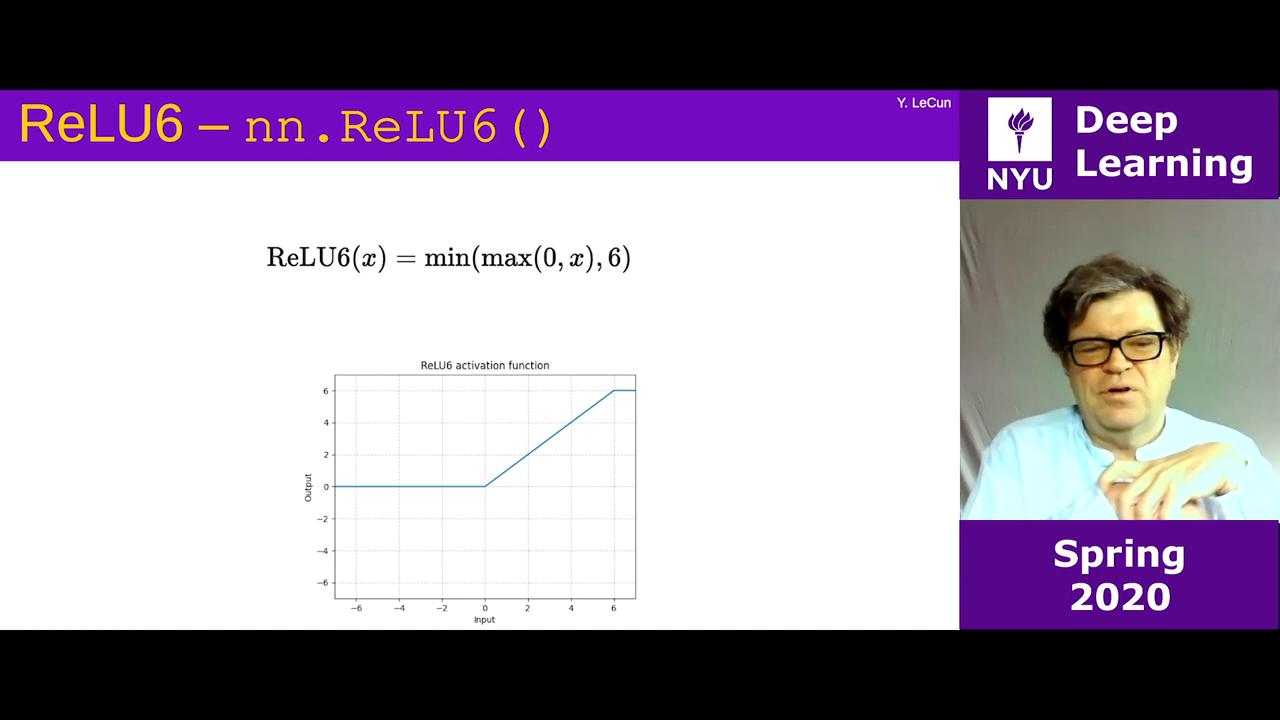 ReLU6 – nn.ReLU6()
Y. LeCun
ReLU6(x) = min(max(0, x), 6)
ReLU6 activation function
6
4
2
0
−2
−4
−6
Output
−6 −4 −2 0 2 4 6
Input
NYU
Deep
Learning
Spring
2020